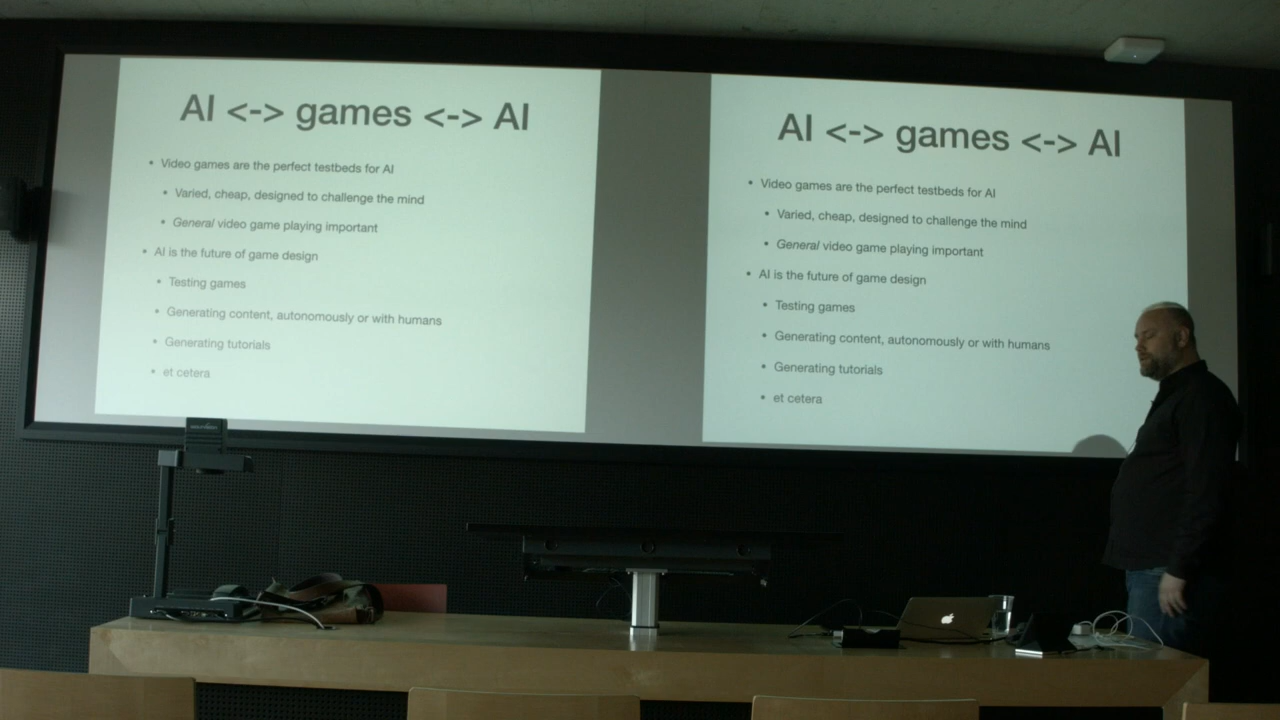 AI <-> games <-> AI
• Video games are the perfect testbeds for AI
• Varied, cheap, designed to challenge the mind
• General video game playing important
• AI is the future of game design
• Testing games
• Generating content, autonomously or with humans
• Generating tutorials
• et cetera
AI <-> games <-> AI
• Video games are the perfect testbeds for AI
• Varied, cheap, designed to challenge the mind
• General video game playing important
• AI is the future of game design
• Testing games
• Generating content, autonomously or with humans
• Generating tutorials
• et cetera